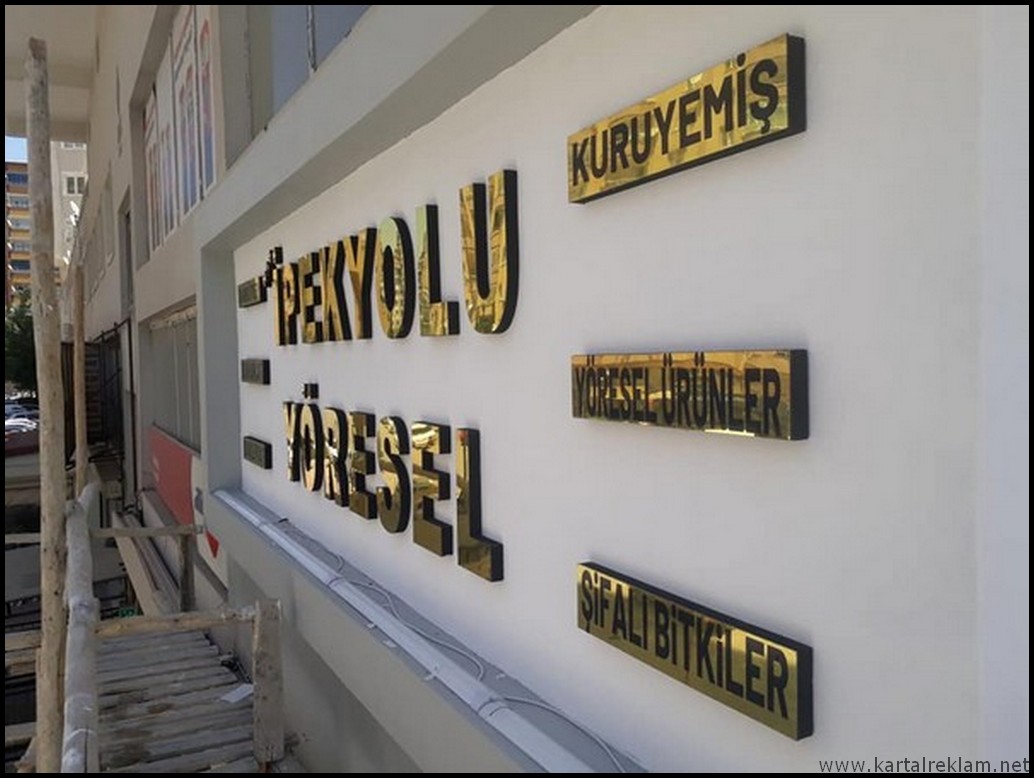 İPEKYOLU
YÖRESEL
KURUYEMİŞ
YÖRESEL ÜRÜNLER
ŞİFALI BİTKİLER
www.kartalreklam.net